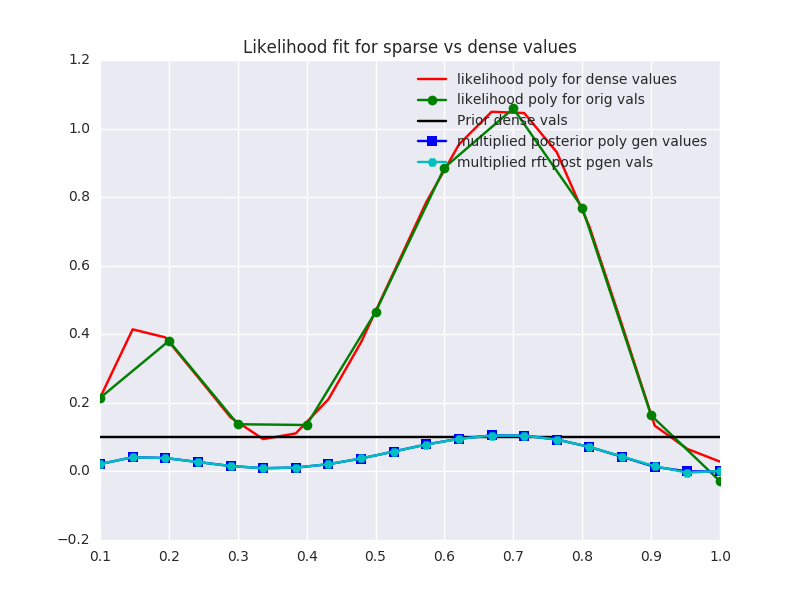 Likelihood fit for sparse vs dense values
likelihood poly for dense values
likelihood poly for orig vals
Prior dense vals
multiplied posterior poly gen values
multiplied rft post pgen vals
1.2
1.0
0.8
0.6
0.4
0.2
0.0
−0.2
0.1 0.2 0.3 0.4 0.5 0.6 0.7 0.8 0.9 1.0